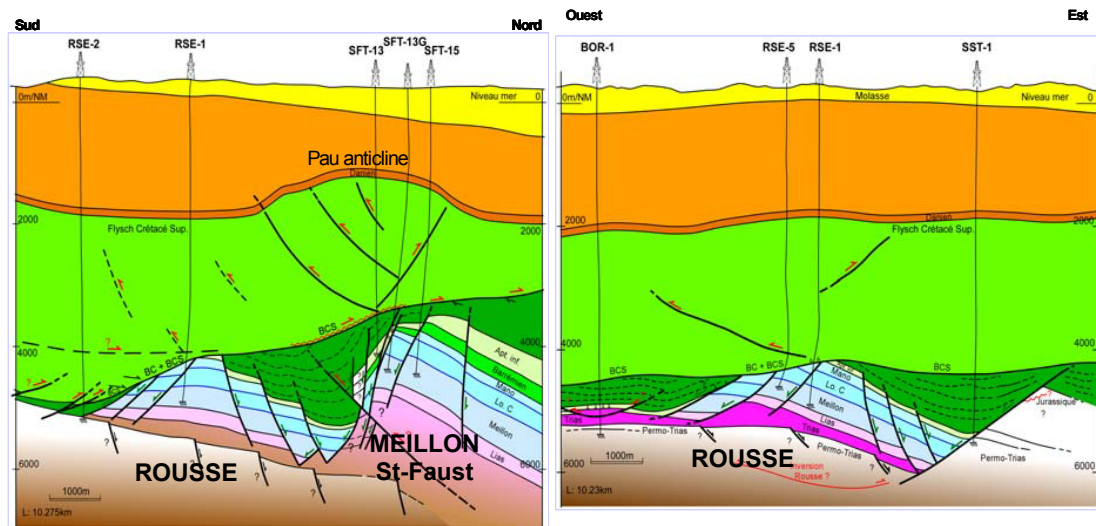 Sud
Nord
RSE-2
RSE-1
SFT-13G
SFT-13
SFT-15
0m/NM
Niveau mer
0
Pau anticline
Danien
2000
2000
Flysch Crétacé Sup.
?
BCS
4000
4000
BC + BCS
Apt. inf.
Barrémien
Mano
Lo. C
Meillon
Lias
?
?
?
?
?
ROUSSE
MEILLON
St-Faust
6000
6000
1000m
L: 10.275km
Ouest
Est
BOR-1
RSE-5
RSE-1
SST-1
0m/NM
Molasse
Niveau mer
0
Danien
2000
2000
Flysch Crétacé Sup.
4000
4000
BCS
BC + BCS
BCS
Mano
Lo. C
Meillon
Lias
Trias
Trias
Jurassique
?
?
Permo-Trias
Permo-Trias
Permo-Trias
ROUSSE
6000
6000
1000m
Rousse ?
L: 10.23km